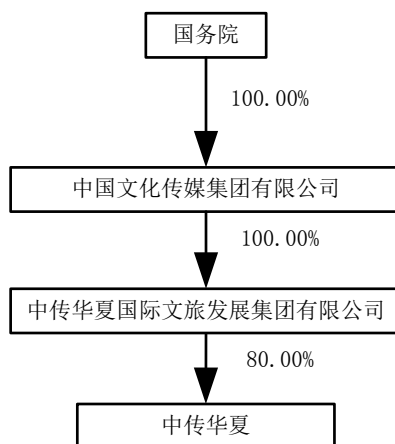 国务院
100.00%
中国文化传媒集团有限公司
100.00%
中传华夏国际文旅发展集团有限公司
80.00%
中传华夏